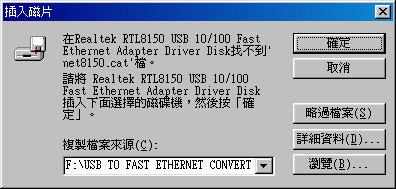 插入磁片
在Realtek RTL8150 USB 10/100 Fast
Ethernet Adapter Driver Disk找不到'
net8150.cat'檔。
請將 Realtek RTL8150 USB 10/100
Fast Ethernet Adapter Driver Disk
插入下面選擇的磁碟機，然後按「確
定」。
複製檔案來源(C):
F:\USB TO FAST ETHERNET CONVERT
確定
取消
略過檔案(S)
詳細資料(D)...
瀏覽(R)...